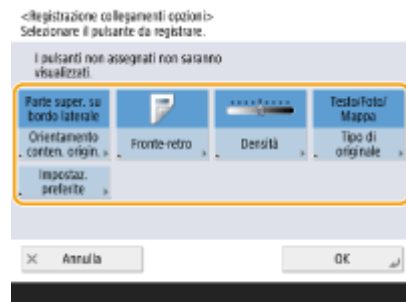 <Registrazione collegamenti opzioni>
Selezionare il pulsante da registrare.
I pulsanti non assegnati non saranno
visualizzati.
Parte super. su
bordo laterale
Orientamento
conten. origin.
Fronte-retro
Densità
Testo/Foto/
Mappa
Tipo di
originale
Impostaz.
preferite
Annulla
OK